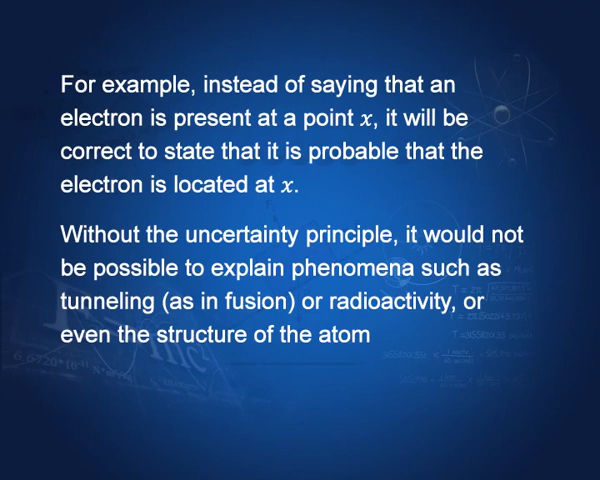 For example, instead of saying that an
electron is present at a point x, it will be
correct to state that it is probable that the
electron is located at x.
Without the uncertainty principle, it would not
be possible to explain phenomena such as
tunneling (as in fusion) or radioactivity, or
even the structure of the atom